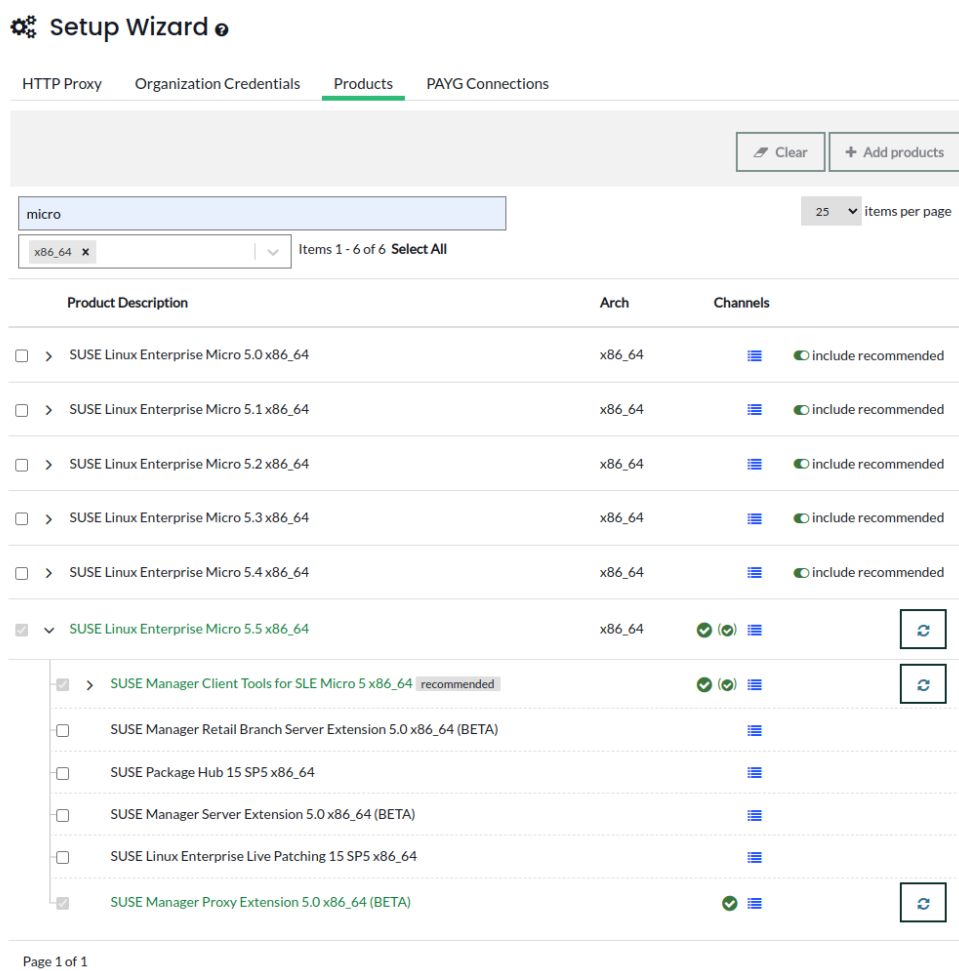 Setup Wizard
HTTP Proxy Organization Credentials Products PAYG Connections
Clear + Add products
micro
25 items per page
x86_64 × Items 1 - 6 of 6 Select All
Product Description Arch Channels
SUSE Linux Enterprise Micro 5.0 x86_64 x86_64 include recommended
SUSE Linux Enterprise Micro 5.1 x86_64 x86_64 include recommended
SUSE Linux Enterprise Micro 5.2 x86_64 x86_64 include recommended
SUSE Linux Enterprise Micro 5.3 x86_64 x86_64 include recommended
SUSE Linux Enterprise Micro 5.4 x86_64 x86_64 include recommended
SUSE Linux Enterprise Micro 5.5 x86_64 x86_64
SUSE Manager Client Tools for SLE Micro 5 x86_64 recommended
SUSE Manager Retail Branch Server Extension 5.0 x86_64 (BETA)
SUSE Package Hub 15 SP5 x86_64
SUSE Manager Server Extension 5.0 x86_64 (BETA)
SUSE Linux Enterprise Live Patching 15 SP5 x86_64
SUSE Manager Proxy Extension 5.0 x86_64 (BETA)
Page 1 of 1